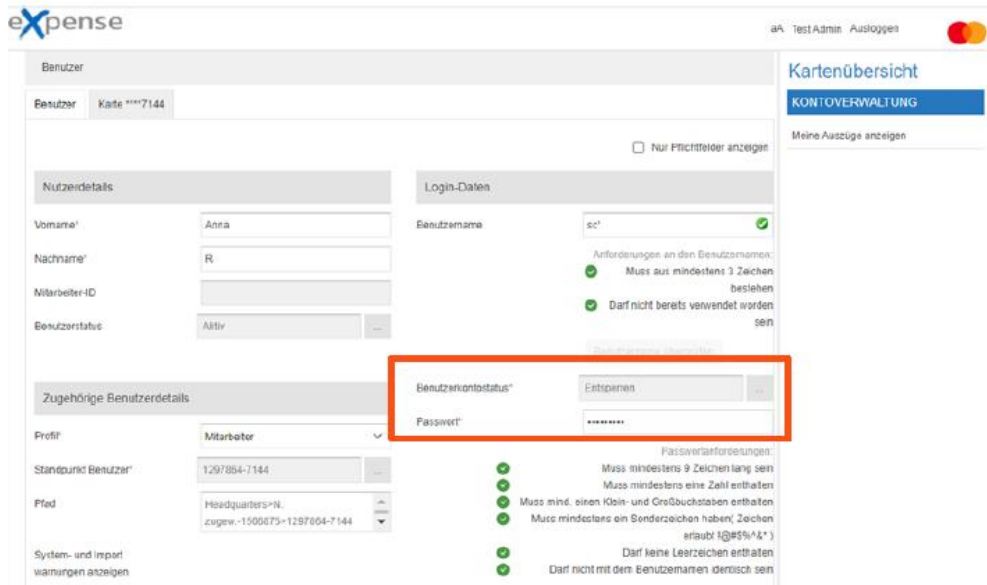 eXpense
aA Test Admin Ausloggen
Benutzer
Kartenübersicht
Benutzer Karte ****7144
KONTOVERWALTUNG
Meine Auszüge anzeigen
Nur Pflichtfelder anzeigen
Nutzerdetails
Login-Daten
Vorname* Anna
Benutzername sc*
Nachname* R
Anforderungen an den Benutzernamen:
Muss aus mindestens 3 Zeichen
bestehen
Mitarbeiter-ID
Darf nicht bereits verwendet worden
sein
Benutzerstatus Aktiv ...
Zugehörige Benutzerdetails
Benutzerkontostatus* Entsperren ...
Passwort* •••••••••
Profil* Mitarbeiter
Passwortanforderungen:
Standpunkt Benutzer* 1297864-7144 ...
Muss mindestens 9 Zeichen lang sein
Muss mindestens eine Zahl enthalten
Pfad Headquarters>N.
zugew.-1506875>1297864-7144
Muss mind. einen Klein- und Großbuchstaben enthalten
Muss mindestens ein Sonderzeichen haben( Zeichen
erlaubt !@#$%^&* )
System- und Import
warnungen anzeigen
Darf keine Leerzeichen enthalten
Darf nicht mit dem Benutzernamen identisch sein